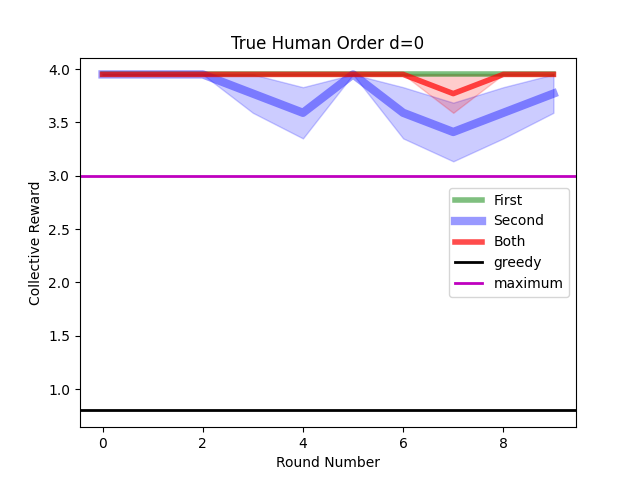 True Human Order d=0
4.0
3.5
3.0
2.5
2.0
1.5
1.0
Collective Reward
First
Second
Both
greedy
maximum
0 2 4 6 8
Round Number